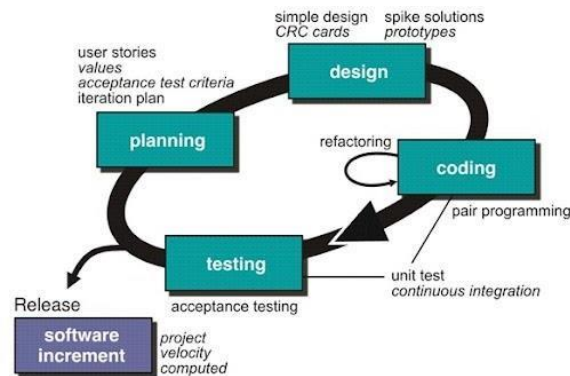 simple design
CRC cards
spike solutions
prototypes
design
user stories
values
acceptance test criteria
iteration plan
planning
refactoring
coding
pair programming
testing
unit test
continuous integration
acceptance testing
Release
software
increment
project
velocity
computed